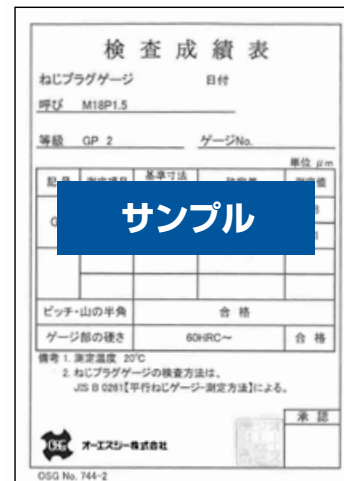 検査成績表
ねじプラグゲージ 日付
呼び M18P1.5
等級 GP 2 ゲージNo.
単位 μm
基準寸法
サンプル
ピッチ・山の半角 合格
ゲージ部の硬さ 60HRC~ 合格
備考 1. 測定温度 20℃
2. ねじプラグゲージの検査方法は、
JIS B 0261【平行ねじゲージ-測定方法】による。
承認
OSG オーエスジー株式会社
OSG No. 744-2